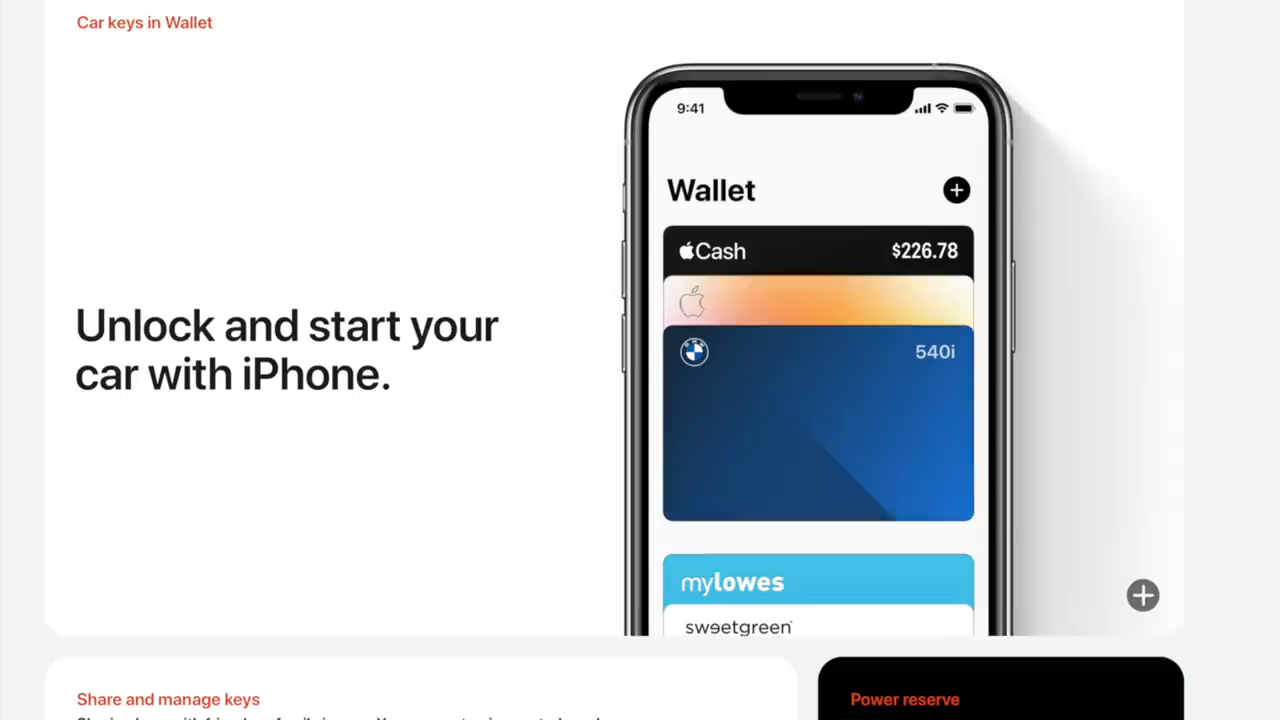 Car keys in Wallet
9:41
Wallet
Cash
$226.78
540i
Unlock and start your
car with iPhone.
mylowes
sweetgreen
Share and manage keys
Power reserve